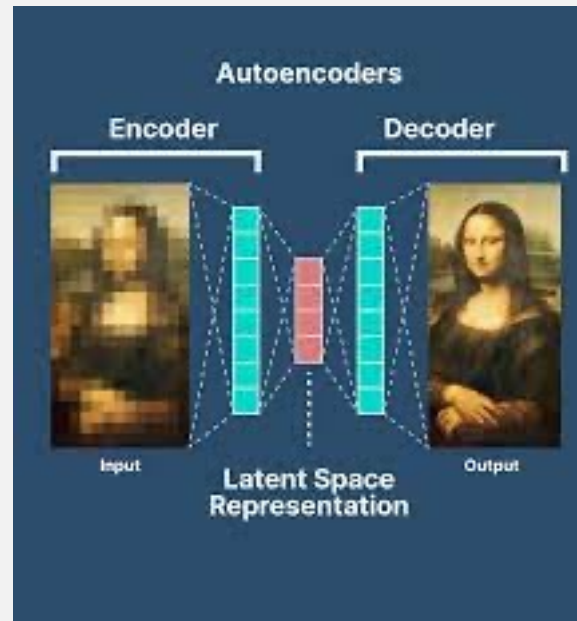 Autoencoders
Encoder
Decoder
Input
Output
Latent Space
Representation